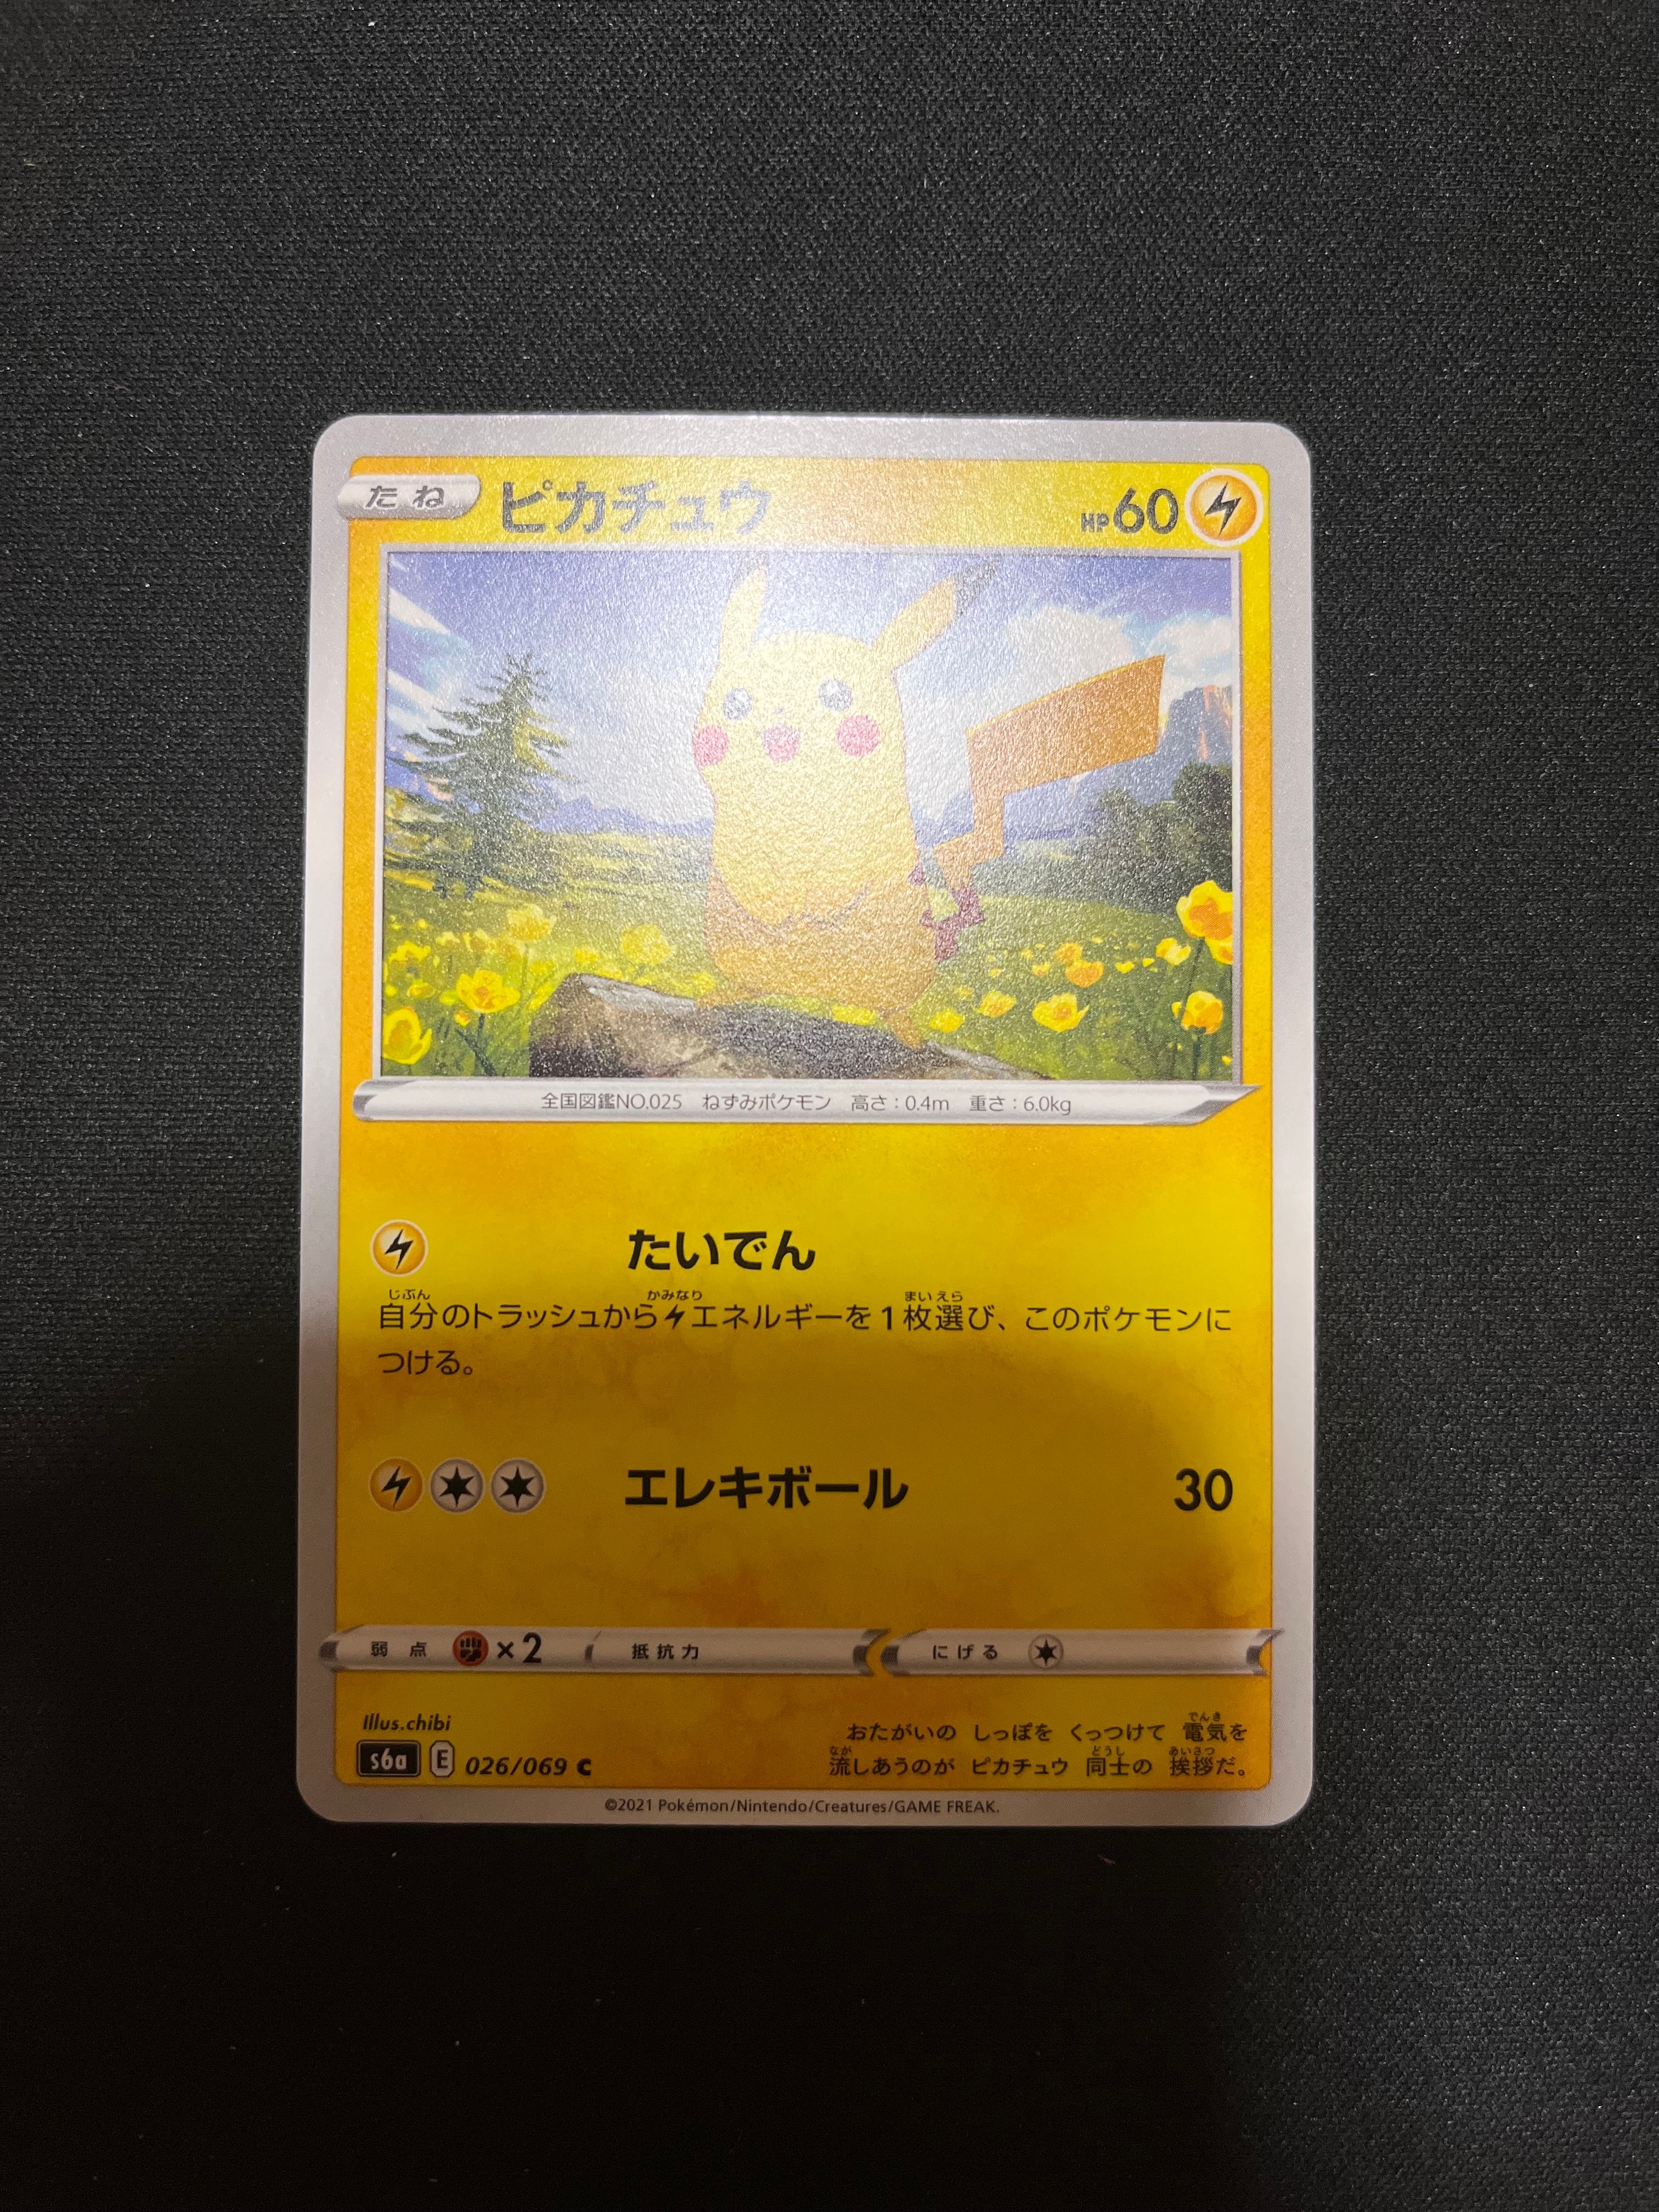 たね ピカチュウ HP60
全国図鑑NO.025 ねずみポケモン 高さ:0.4m 重さ:6.0kg
たいでん
じぶん かみなり まい えら
自分のトラッシュからエネルギーを1枚選び、このポケモンに
つける。
エレキボール 30
弱点 ×2 抵抗力 にげる
Illus.chibi
s6a E 026/069 C
でんき
おたがいの しっぽを くっつけて 電気を
なが どうし あいさつ
流しあうのが ピカチュウ 同士の 挨拶だ。
©2021 Pokémon/Nintendo/Creatures/GAME FREAK.